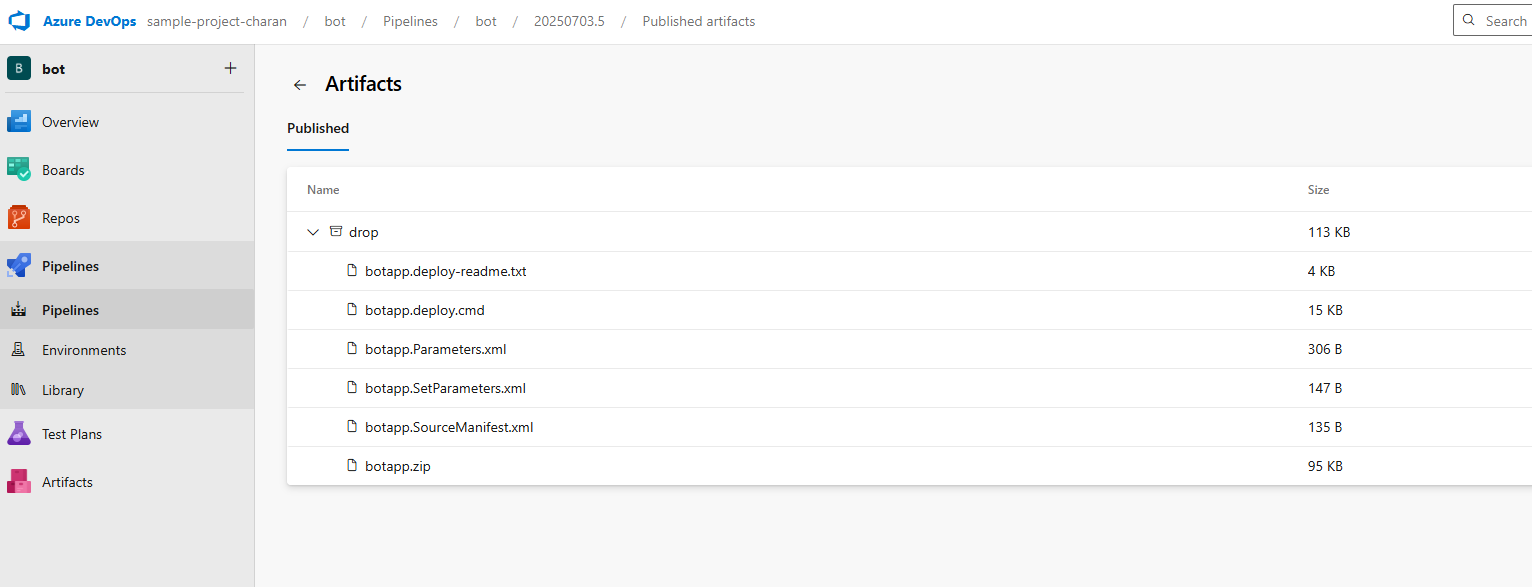 Azure DevOps sample-project-charan / bot / Pipelines / bot / 20250703.5 / Published artifacts Search
B bot +
Overview
Boards
Repos
Pipelines
Pipelines
Environments
Library
Test Plans
Artifacts
← Artifacts
Published
Name Size
drop 113 KB
botapp.deploy-readme.txt 4 KB
botapp.deploy.cmd 15 KB
botapp.Parameters.xml 306 B
botapp.SetParameters.xml 147 B
botapp.SourceManifest.xml 135 B
botapp.zip 95 KB